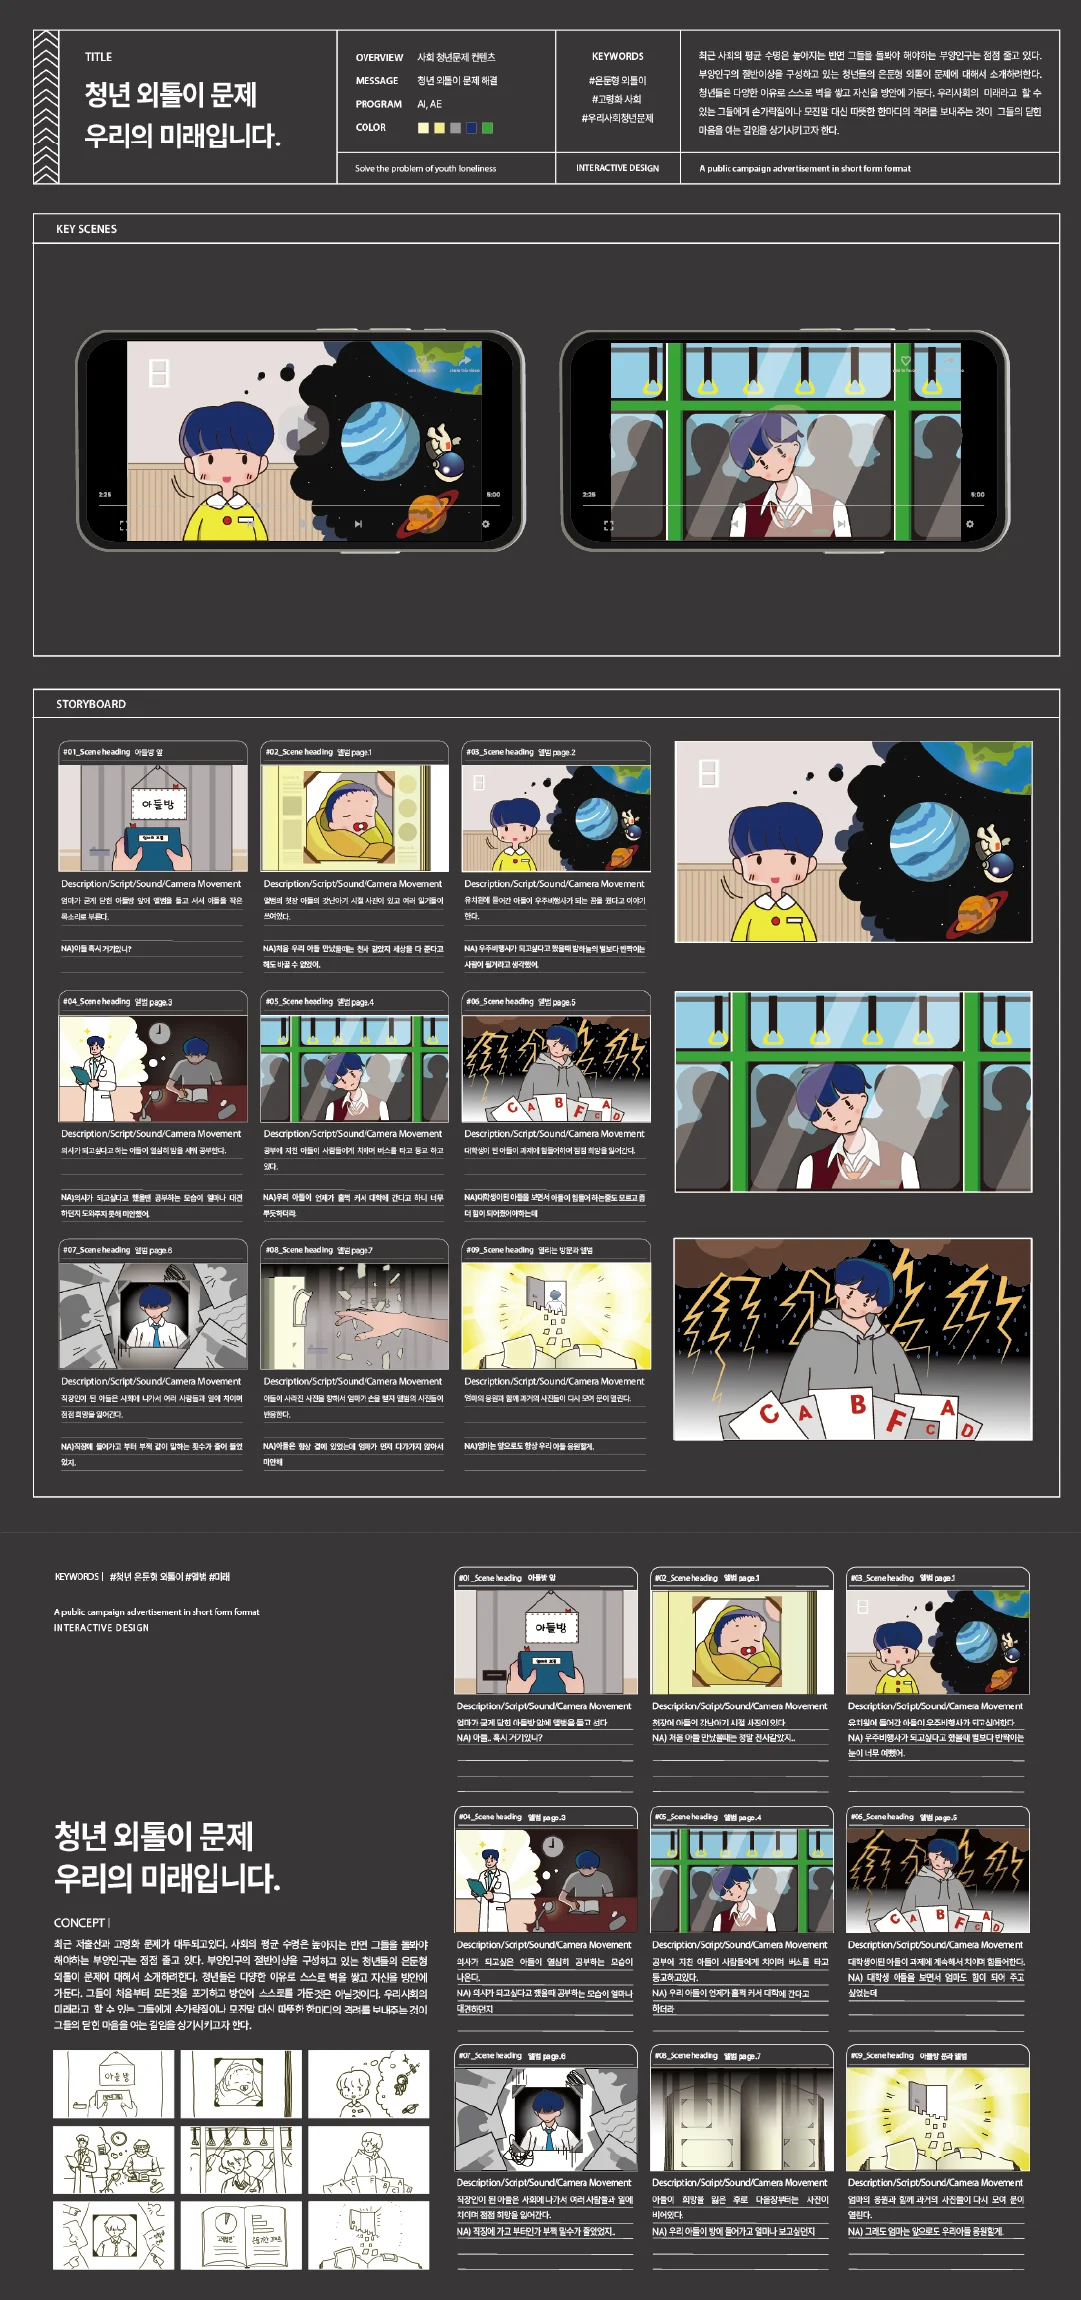 TITLE
청년 외톨이 문제
우리의 미래입니다.
OVERVIEW 사회 청년문제 컨텐츠
MESSAGE 청년 외톨이 문제 해결
PROGRAM AI, AE
COLOR
Solve the problem of youth loneliness
KEYWORDS
#은둔형 외톨이
#고령화 사회
#우리사회청년문제
INTERACTIVE DESIGN
최근 사회의 평균 수명은 높아지는 반면 그들을 돌봐야 해야하는 부양인구는 점점 줄고 있다.
부양인구의 절반이상을 구성하고 있는 청년들의 은둔형 외톨이 문제에 대해서 소개하려한다.
청년들은 다양한 이유로 스스로 벽을 쌓고 자신을 방안에 가둔다. 우리사회의 미래라고 할 수
있는 그들에게 손가락질이나 모진말 대신 따뜻한 한마디의 격려를 보내주는 것이 그들의 닫힌
마음을 여는 길임을 상기시키고자 한다.
A public campaign advertisement in short form format
KEY SCENES
2:25
5:00
2:25
5:00
STORYBOARD
#01_Scene heading 아들방 앞
아들방
Description/Script/Sound/Camera Movement
엄마가 굳게 닫힌 아들방 앞에 앨범을 들고 서서 아들을 작은
목소리로 부른다.
NA)아들 혹시 거기있니?
#02_Scene heading 앨범 page.1
Description/Script/Sound/Camera Movement
앨범의 첫장 아들의 갓난아기 시절 사진이 있고 여러 일기들이
쓰여있다.
NA)처음 우리 아들 만났을때는 천사 같았지 세상을 다 준다고
해도 바꿀 수 없었어.
#03_Scene heading 앨범 page.2
Description/Script/Sound/Camera Movement
유치원에 들어간 아들이 우주비행사가 되는 꿈을 꿨다고 이야기
한다.
NA) 우주비행사가 되고싶다고 했을때 밤하늘의 별보다 반짝이는
사람이 될거라고 생각했어.
#04_Scene heading 앨범 page.3
Description/Script/Sound/Camera Movement
의사가 되고싶다고 하는 아들이 열심히 밤을 새워 공부한다.
NA)의사가 되고싶다고 했을땐 공부하는 모습이 얼마나 대견
하던지 도와주지 못해 미안했어.
#05_Scene heading 앨범 page.4
Description/Script/Sound/Camera Movement
공부에 지친 아들이 사람들에게 치이며 버스를 타고 등교 하고
있다.
NA)우리 아들이 언제가 훌쩍 커서 대학에 간다고 하니 너무
뿌듯하더라.
#06_Scene heading 앨범 page.5
C A B F C A D
Description/Script/Sound/Camera Movement
대학생이 된 아들이 과제에 힘들어하며 점점 희망을 잃어간다.
NA)대학생이된 아들을 보면서 아들이 힘들어 하는줄도 모르고 좀
더 힘이 되어줬어야하는데
#07_Scene heading 앨범 page.6
Description/Script/Sound/Camera Movement
직장인이 된 아들은 사회에 나가서 여러 사람들과 일에 치이며
점점 희망을 잃어간다.
NA)직장에 들어가고 부터 부쩍 같이 말하는 횟수가 줄어 들었
었지.
#08_Scene heading 앨범 page.7
Description/Script/Sound/Camera Movement
아들이 사라진 사진을 향해서 엄마가 손을 뻗자 앨범의 사진들이
반응한다.
NA)아들은 항상 곁에 있었는데 엄마가 먼저 다가가지 않아서
미안해
#09_Scene heading 열리는 방문과 앨범
Description/Script/Sound/Camera Movement
엄마의 응원과 함께 과거의 사진들이 다시 모여 문이 열린다.
NA)엄마는 앞으로도 항상 우리 아들 응원할게.
C A B F C A D
KEYWORDS | #청년 은둔형 외톨이 #앨범 #미래
A public campaign advertisement in short form format
INTERACTIVE DESIGN
청년 외톨이 문제
우리의 미래입니다.
CONCEPT |
최근 저출산과 고령화 문제가 대두되고있다. 사회의 평균 수명은 높아지는 반면 그들을 돌봐야
해야하는 부양인구는 점점 줄고 있다. 부양인구의 절반이상을 구성하고 있는 청년들의 은둔형
외톨이 문제에 대해서 소개하려한다. 청년들은 다양한 이유로 스스로 벽을 쌓고 자신을 방안에
가둔다. 그들이 처음부터 모든것을 포기하고 방안에 스스로를 가둔것은 아닐것이다. 우리사회의
미래라고 할 수 있는 그들에게 손가락질이나 모진말 대신 따뜻한 한마디의 격려를 보내주는 것이
그들의 닫힌 마음을 여는 길임을 상기시키고자 한다.
아들방
#01_Scene heading 아들방 앞
아들방
Description/Script/Sound/Camera Movement
엄마가 굳게 닫힌 아들방 앞에 앨범을 들고 선다
NA) 아들.. 혹시 거기있니?
#02_Scene heading 앨범 page.1
Description/Script/Sound/Camera Movement
첫장에 아들의 갓난아기 시절 사진이 있다
NA) 처음 아들 만났을때는 정말 천사같았지..
#03_Scene heading 앨범 page.1
Description/Script/Sound/Camera Movement
유치원에 들어간 아들이 우주비행사가 되고싶어한다
NA) 우주비행사가 되고싶다고 했을때 별보다 반짝이는
눈이 너무 예뻤어.
#04_Scene heading 앨범 page.3
Description/Script/Sound/Camera Movement
의사가 되고싶은 아들이 열심히 공부하는 모습이
나온다.
NA) 의사가 되고싶다고 했을때 공부하는 모습이 얼마나
대견하던지
#05_Scene heading 앨범 page.4
Description/Script/Sound/Camera Movement
공부에 지친 아들이 사람들에게 치이며 버스를 타고
등교하고있다.
NA) 우리 아들이 언제가 훌쩍 커서 대학에 간다고
하더라
#06_Scene heading 앨범 page.5
C A B F C A D
Description/Script/Sound/Camera Movement
대학생이된 아들이 과제에 계속해서 치이며 힘들어한다.
NA) 대학생 아들을 보면서 엄마도 힘이 되어 주고
싶었는데
#07_Scene heading 앨범 page.6
Description/Script/Sound/Camera Movement
직장인이 된 아들은 사회에 나가서 여러 사람들과 일에
치이며 점점 희망을 잃어간다.
NA) 직장에 가고 부터인가 부쩍 말수가 줄었었지..
#08_Scene heading 앨범 page.7
Description/Script/Sound/Camera Movement
아들이 희망을 잃은 후로 다음장부터는 사진이
비어있다.
NA) 우리 아들이 방에 들어가고 얼마나 보고싶던지
#09_Scene heading 아들방 문과 앨범
Description/Script/Sound/Camera Movement
엄마의 응원과 함께 과거의 사진들이 다시 모여 문이
열린다.
NA) 그래도 엄마는 앞으로도 우리아들 응원할게.